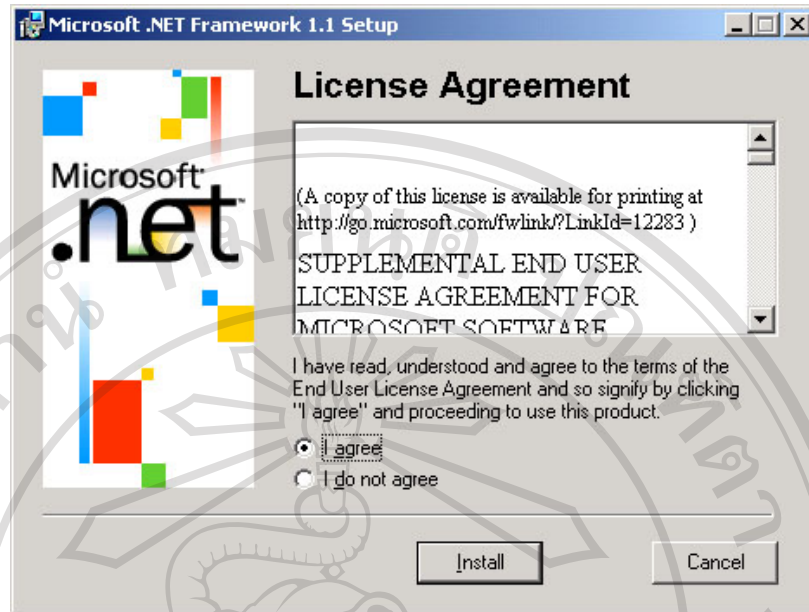 Microsoft .NET Framework 1.1 Setup
License Agreement
Microsoft
.net
(A copy of this license is available for printing at
http://go.microsoft.com/fwlink/?LinkId=12283 )
SUPPLEMENTAL END USER
LICENSE AGREEMENT FOR
MICROSOFT SOFTWARE
I have read, understood and agree to the terms of the
End User License Agreement and so signify by clicking
"I agree" and proceeding to use this product.
I agree
I do not agree
Install
Cancel